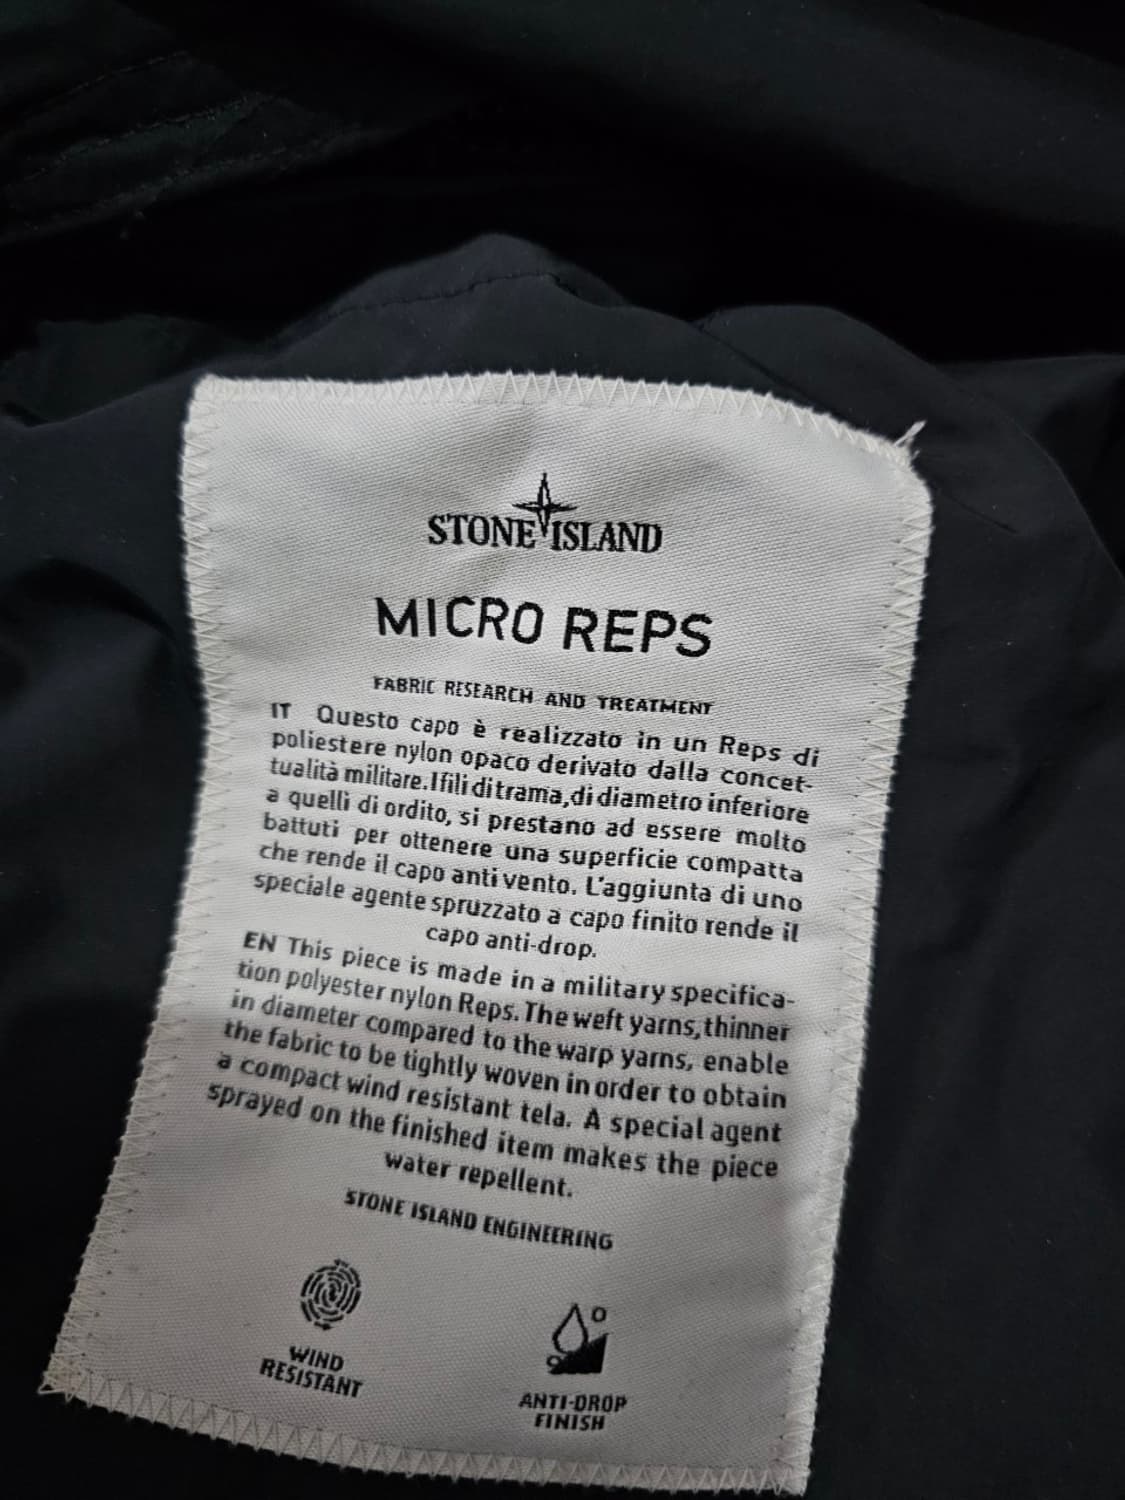 STONE ISLAND
MICRO REPS
FABRIC RESEARCH AND TREATMENT
IT Questo capo è realizzato in un Reps di
poliestere nylon opaco derivato dalla concet-
tualità militare. I fili di trama, di diametro inferiore
a quelli di ordito, si prestano ad essere molto
battuti per ottenere una superficie compatta
che rende il capo anti vento. L'aggiunta di uno
speciale agente spruzzato a capo finito rende il
capo anti-drop.
EN This piece is made in a military specifica-
tion polyester nylon Reps. The weft yarns, thinner
in diameter compared to the warp yarns, enable
the fabric to be tightly woven in order to obtain
a compact wind resistant tela. A special agent
sprayed on the finished item makes the piece
water repellent.
STONE ISLAND ENGINEERING
WIND
RESISTANT
ANTI-DROP
FINISH